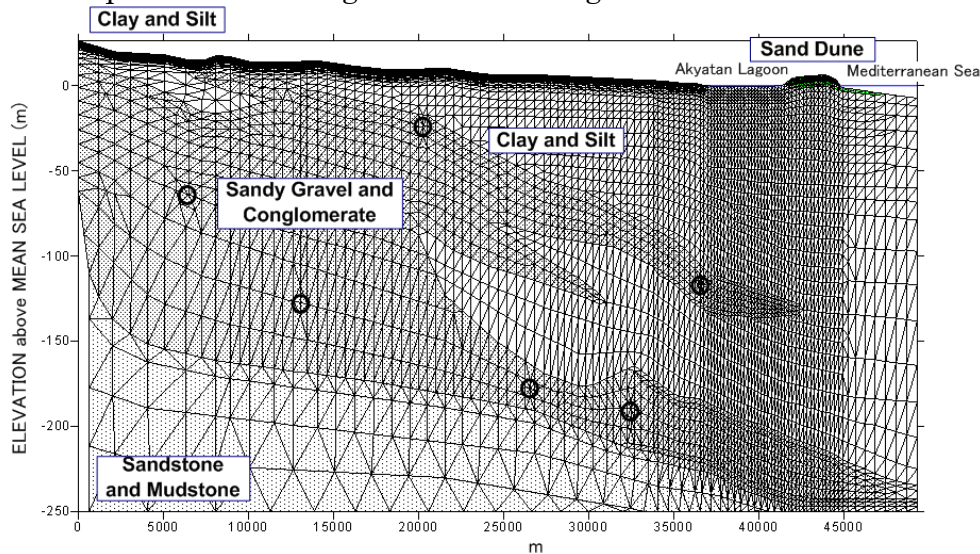 Clay and Silt
Sand Dune
Akyatan Lagoon
Mediterranean Sea
Clay and Silt
Sandy Gravel and
Conglomerate
Sandstone
and Mudstone
ELEVATION above MEAN SEA LEVEL (m)
0
-50
-100
-150
-200
-250
0
5000
10000
15000
20000
25000
30000
35000
40000
45000
m